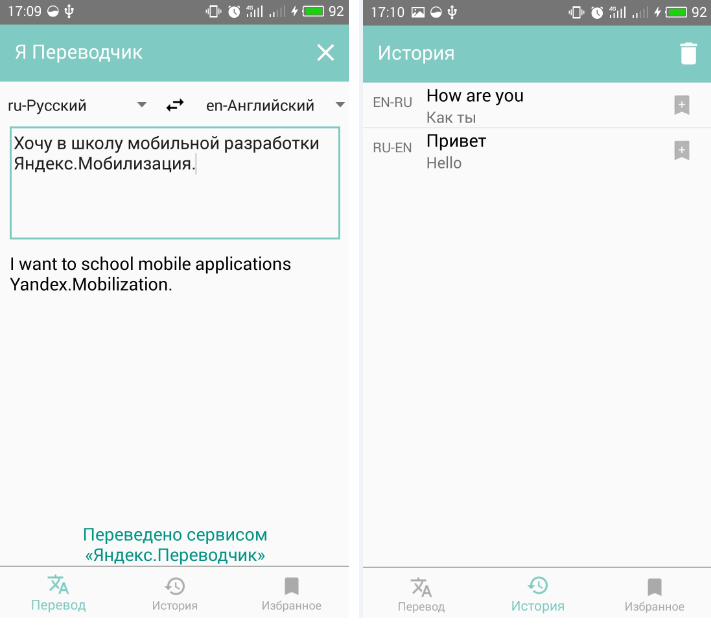 17:09
92
Я Переводчик
ru-Русский
en-Английский
Хочу в школу мобильной разработки
Яндекс.Мобилизация.
I want to school mobile applications
Yandex.Mobilization.
Переведено сервисом
«Яндекс.Переводчик»
Перевод
История
Избранное
17:10
92
История
EN-RU
How are you
Как ты
RU-EN
Привет
Hello
Перевод
История
Избранное